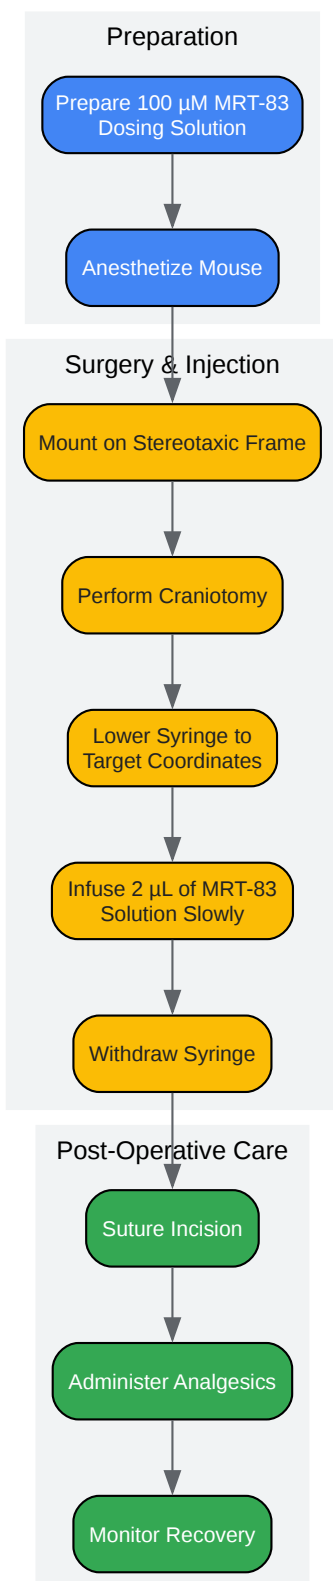 Preparation
Prepare 100 µM MRT-83
Dosing Solution
Anesthetize Mouse
Surgery & Injection
Mount on Stereotaxic Frame
Perform Craniotomy
Lower Syringe to
Target Coordinates
Infuse 2 µL of MRT-83
Solution Slowly
Withdraw Syringe
Post-Operative Care
Suture Incision
Administer Analgesics
Monitor Recovery